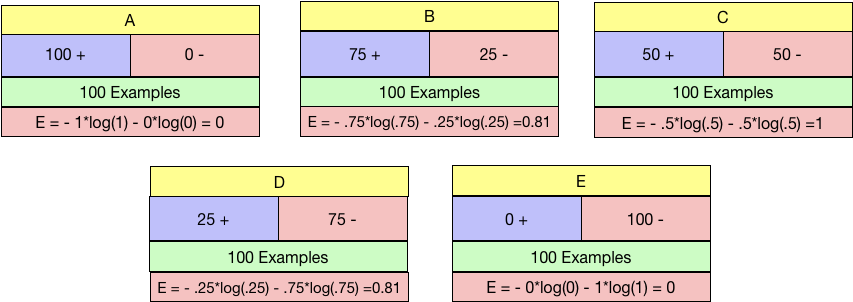 A
100 + 0 -
100 Examples
E = - 1*log(1) - 0*log(0) = 0
B
75 + 25 -
100 Examples
E = - .75*log(.75) - .25*log(.25) =0.81
C
50 + 50 -
100 Examples
E = - .5*log(.5) - .5*log(.5) =1
D
25 + 75 -
100 Examples
E = - .25*log(.25) - .75*log(.75) =0.81
E
0 + 100 -
100 Examples
E = - 0*log(0) - 1*log(1) = 0